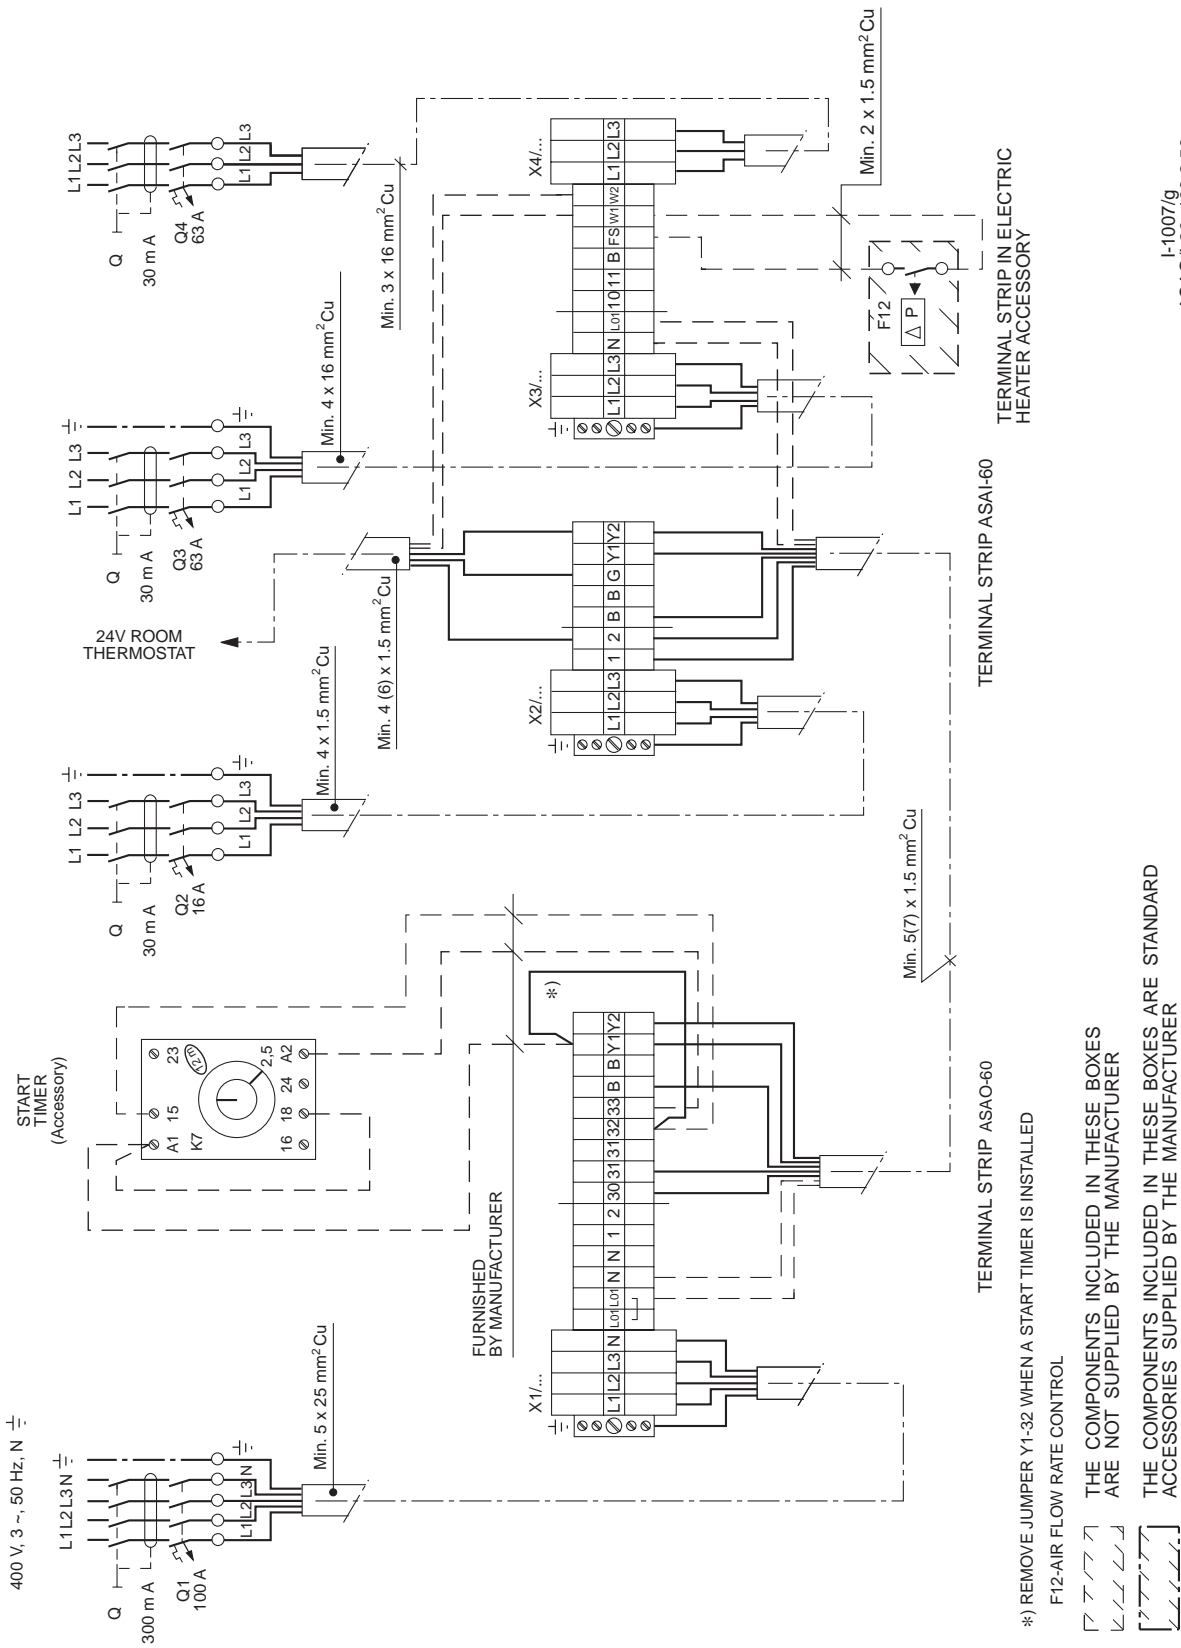 400 V, 3 ~, 50 Hz, N
L1 L2 L3 N
Q
300 m A
Q1
100 A
L1 L2 L3 N
Min. 5 x 25 mm2 Cu
START
TIMER
(Accessory)
A1 15 23
K7
12 m
2,5
16 18 24 A2
FURNISHED
BY MANUFACTURER
*)
X1/...
L1 L2 L3 N L01 L01 N N 1 2 30 31 31 32 33 B B Y1 Y2
TERMINAL STRIP ASAO-60
L1 L2 L3
Q
30 m A
Q2
16 A
L1 L2 L3
Min. 4 x 1.5 mm2 Cu
24V ROOM
THERMOSTAT
Min. 4 (6) x 1.5 mm2 Cu
X2/...
L1 L2 L3 1 2 B B G Y1 Y2
TERMINAL STRIP ASAI-60
Min. 5(7) x 1.5 mm2 Cu
L1 L2 L3
Q
30 m A
Q3
63 A
L1 L2 L3
Min. 4 x 16 mm2 Cu
L1 L2 L3
Q
30 m A
Q4
63 A
L1 L2 L3
Min. 3 x 16 mm2 Cu
X3/...
L1 L2 L3 N L01 10 11 B FS W1 W2 L1 L2 L3
X4/...
F12
△ P
Min. 2 x 1.5 mm2 Cu
TERMINAL STRIP IN ELECTRIC
HEATER ACCESSORY
*) REMOVE JUMPER Y1-32 WHEN A START TIMER IS INSTALLED
F12-AIR FLOW RATE CONTROL
THE COMPONENTS INCLUDED IN THESE BOXES
ARE NOT SUPPLIED BY THE MANUFACTURER
THE COMPONENTS INCLUDED IN THESE BOXES ARE STANDARD
ACCESSORIES SUPPLIED BY THE MANUFACTURER
I-1007/g